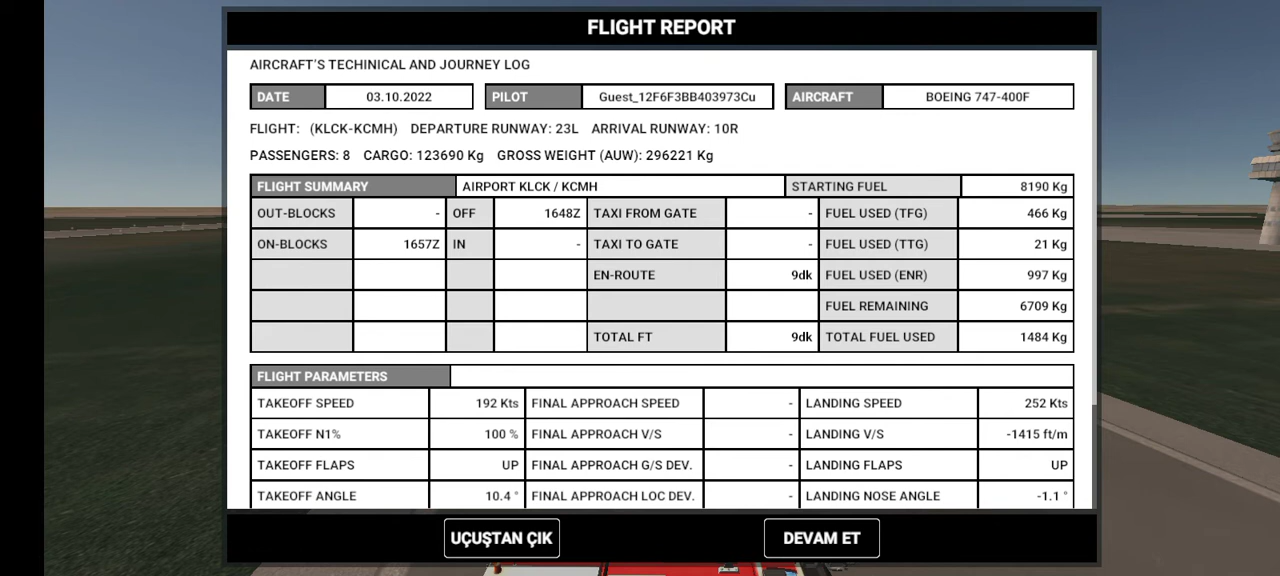 FLIGHT REPORT
AIRCRAFT'S TECHINICAL AND JOURNEY LOG
DATE 03.10.2022 PILOT Guest_12F6F3BB403973Cu AIRCRAFT BOEING 747-400F
FLIGHT: (KLCK-KCMH) DEPARTURE RUNWAY: 23L ARRIVAL RUNWAY: 10R
PASSENGERS: 8 CARGO: 123690 Kg GROSS WEIGHT (AUW): 296221 Kg
FLIGHT SUMMARY AIRPORT KLCK / KCMH STARTING FUEL 8190 Kg
OUT-BLOCKS - OFF 1648Z TAXI FROM GATE - FUEL USED (TFG) 466 Kg
ON-BLOCKS 1657Z IN - TAXI TO GATE - FUEL USED (TTG) 21 Kg
EN-ROUTE 9dk FUEL USED (ENR) 997 Kg
FUEL REMAINING 6709 Kg
TOTAL FT 9dk TOTAL FUEL USED 1484 Kg
FLIGHT PARAMETERS
TAKEOFF SPEED 192 Kts FINAL APPROACH SPEED - LANDING SPEED 252 Kts
TAKEOFF N1% 100 % FINAL APPROACH V/S - LANDING V/S -1415 ft/m
TAKEOFF FLAPS UP FINAL APPROACH G/S DEV. - LANDING FLAPS UP
TAKEOFF ANGLE 10.4 ° FINAL APPROACH LOC DEV. - LANDING NOSE ANGLE -1.1 °
UÇUŞTAN ÇIK DEVAM ET